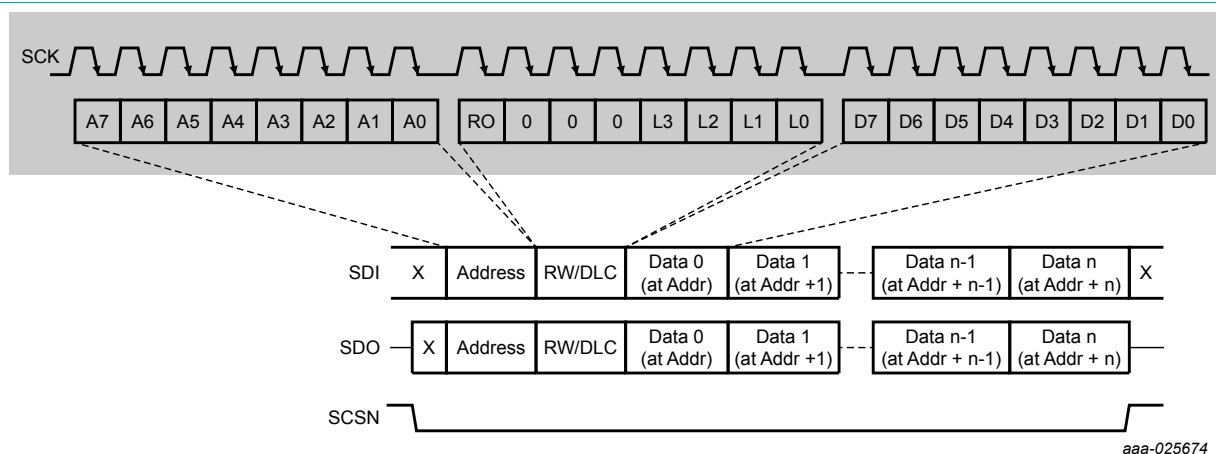 SCK
A7 A6 A5 A4 A3 A2 A1 A0 RO 0 0 0 L3 L2 L1 L0 D7 D6 D5 D4 D3 D2 D1 D0
SDI X Address RW/DLC Data 0 Data 1 Data n-1 Data n X
(at Addr) (at Addr +1) (at Addr + n-1) (at Addr + n)
SDO X Address RW/DLC Data 0 Data 1 Data n-1 Data n
(at Addr) (at Addr +1) (at Addr + n-1) (at Addr + n)
SCSN
aaa-025674